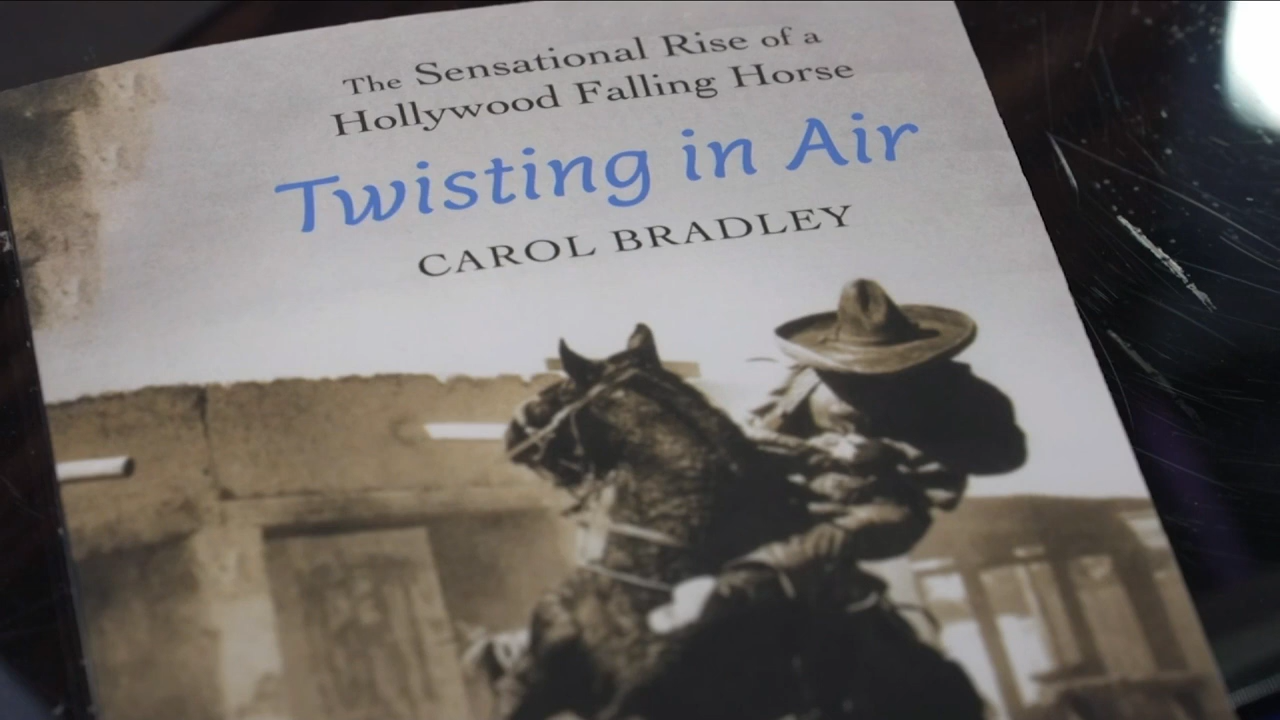 The Sensational Rise of a
Hollywood Falling Horse
Twisting in Air
CAROL BRADLEY